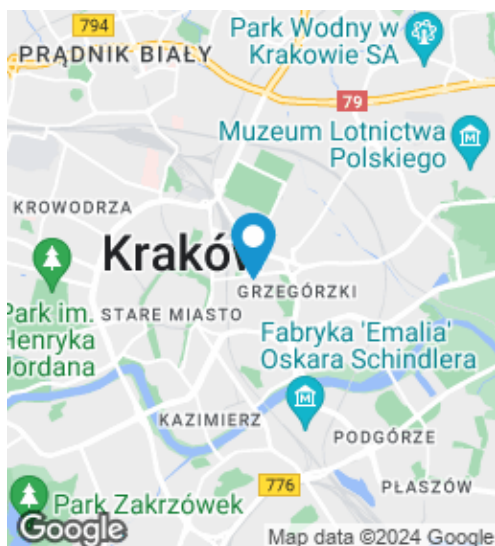 794
Park Wodny w
Krakowie SA
PRĄDNIK BIAŁY
79
Muzeum Lotnictwa
Polskiego
KROWODRZA
Kraków
GRZEGÓRZKI
Park im.
Henryka
Jordana
STARE MIASTO
Fabryka 'Emalia'
Oskara Schindlera
KAZIMIERZ
PODGÓRZE
776
PŁASZÓW
Park Zakrzówek
Google
Map data ©2024 Google